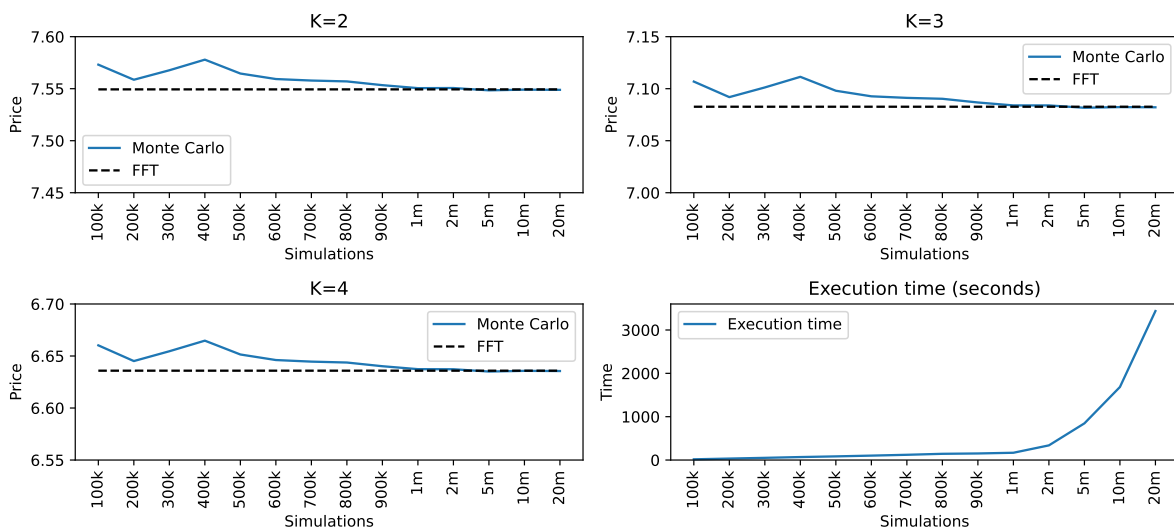 K=2
7.60
7.55
7.50
7.45
Price
Monte Carlo
FFT
100k
200k
300k
400k
500k
600k
700k
800k
900k
1m
2m
5m
10m
20m
Simulations
K=3
7.15
7.10
7.05
7.00
Price
Monte Carlo
FFT
100k
200k
300k
400k
500k
600k
700k
800k
900k
1m
2m
5m
10m
20m
Simulations
K=4
6.70
6.65
6.60
6.55
Price
Monte Carlo
FFT
100k
200k
300k
400k
500k
600k
700k
800k
900k
1m
2m
5m
10m
20m
Simulations
Execution time (seconds)
3000
2000
1000
0
Time
Execution time
100k
200k
300k
400k
500k
600k
700k
800k
900k
1m
2m
5m
10m
20m
Simulations